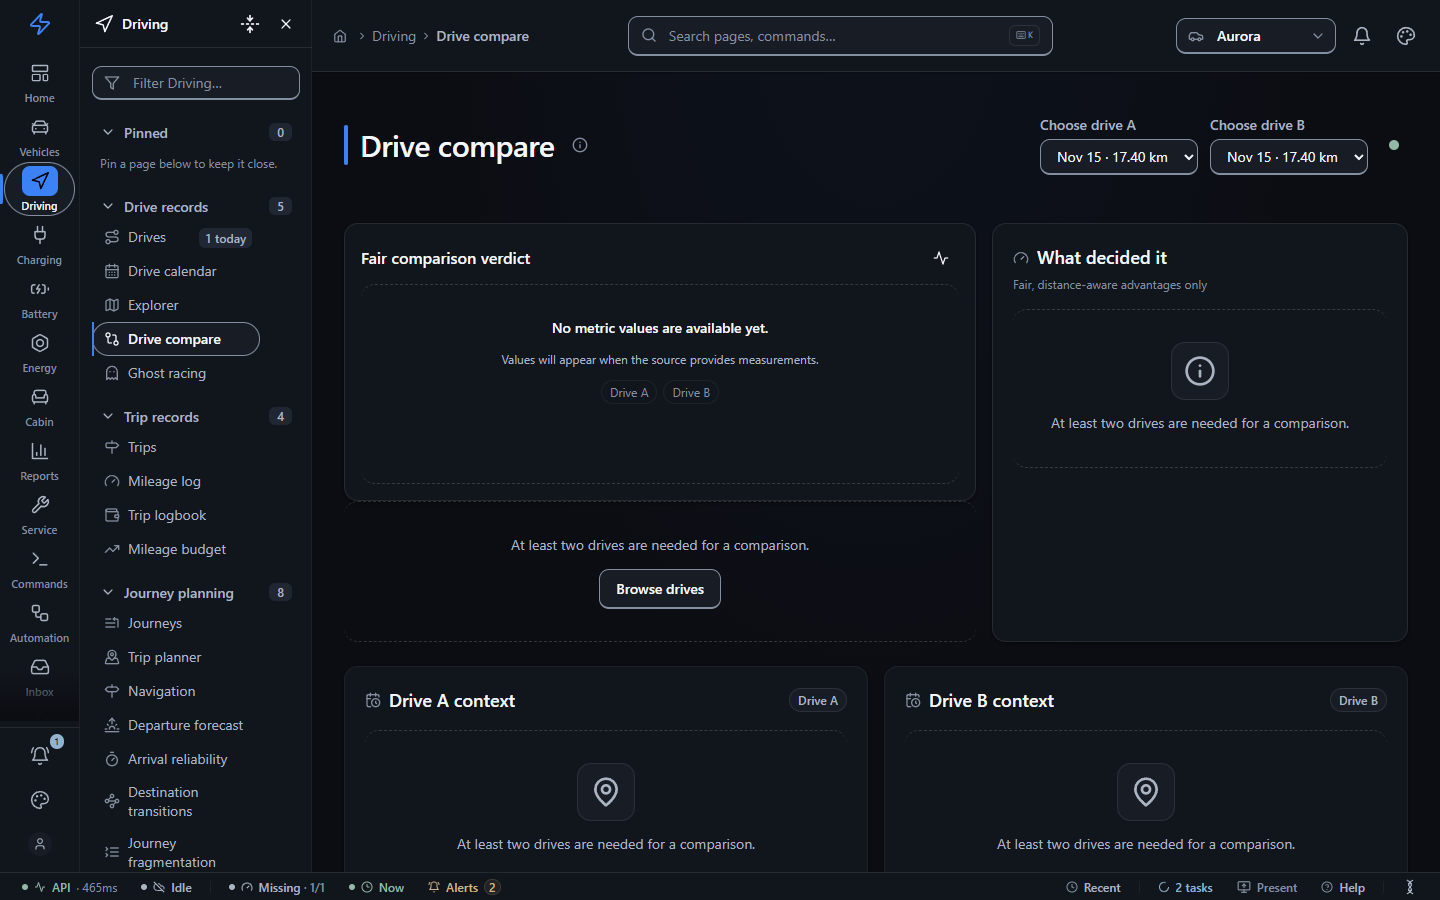 Home
Vehicles
Driving
Charging
Battery
Energy
Cabin
Reports
Service
Commands
Automation
Inbox
1
Driving
Filter Driving...
Pinned 0
Pin a page below to keep it close.
Drive records 5
Drives 1 today
Drive calendar
Explorer
Drive compare
Ghost racing
Trip records 4
Trips
Mileage log
Trip logbook
Mileage budget
Journey planning 8
Journeys
Trip planner
Navigation
Departure forecast
Arrival reliability
Destination
transitions
Journey
fragmentation
Driving Drive compare
Search pages, commands... K
Aurora
Drive compare
Choose drive A
Nov 15 · 17.40 km
Choose drive B
Nov 15 · 17.40 km
Fair comparison verdict
No metric values are available yet.
Values will appear when the source provides measurements.
Drive A Drive B
At least two drives are needed for a comparison.
Browse drives
What decided it
Fair, distance-aware advantages only
At least two drives are needed for a comparison.
Drive A context Drive A
At least two drives are needed for a comparison.
Drive B context Drive B
At least two drives are needed for a comparison.
API · 465ms Idle Missing · 1/1 Now Alerts 2 Recent 2 tasks Present Help